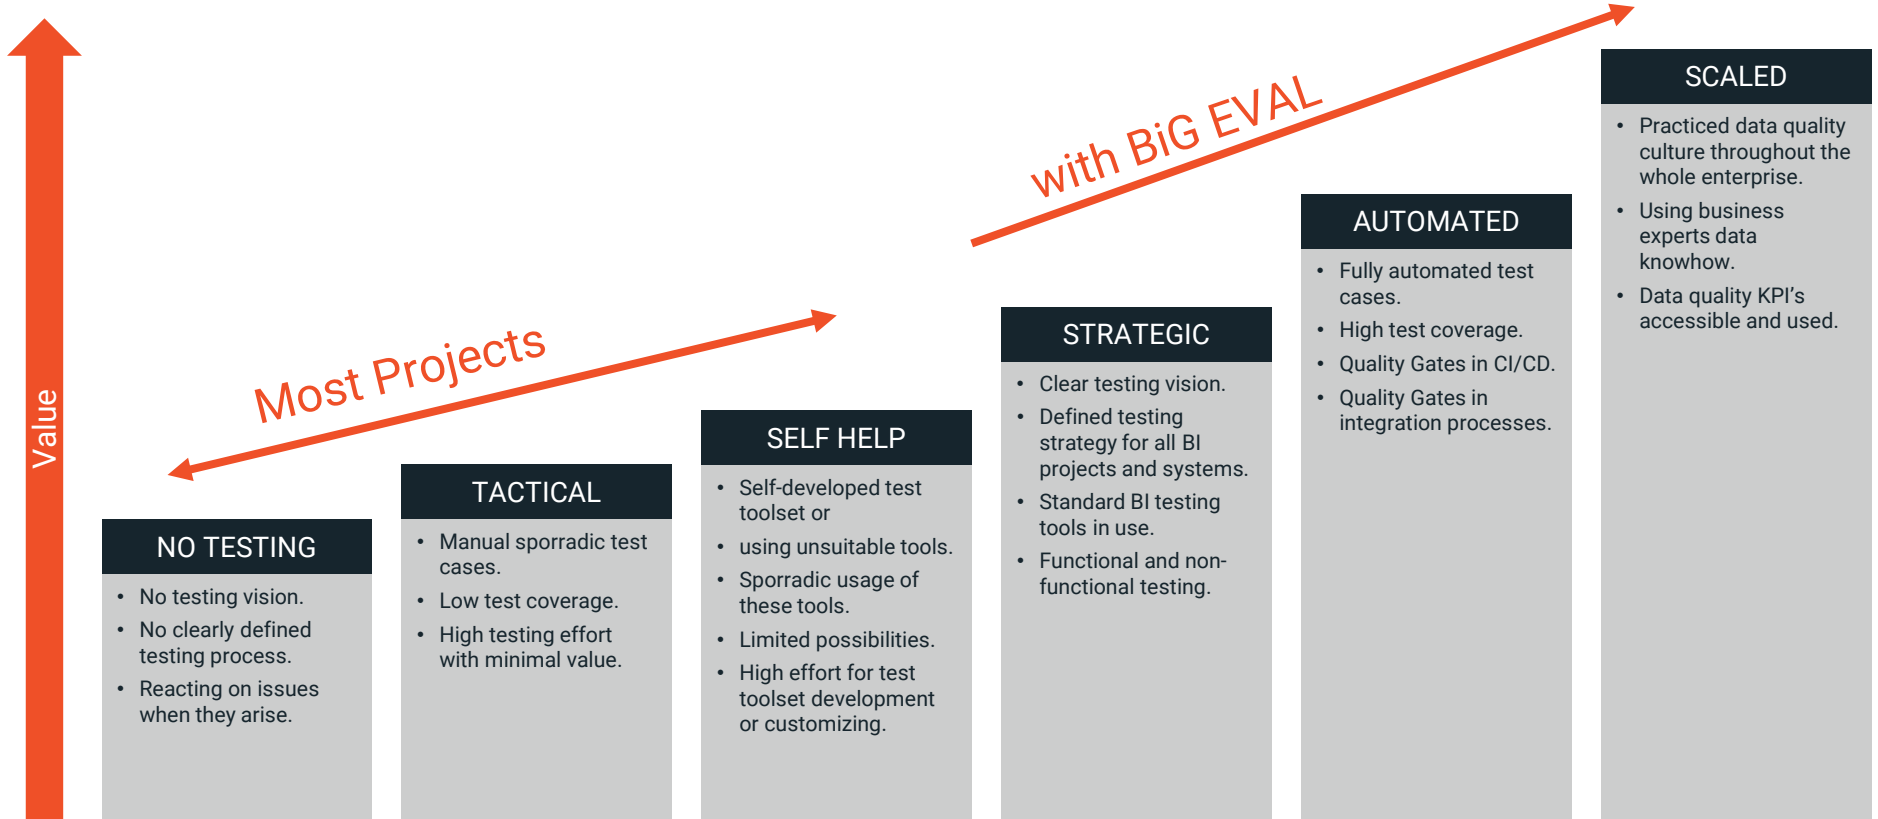 Value
Most Projects
with BiG EVAL
NO TESTING
• No testing vision.
• No clearly defined
testing process.
• Reacting on issues
when they arise.
TACTICAL
• Manual sporradic test
cases.
• Low test coverage.
• High testing effort
with minimal value.
SELF HELP
• Self-developed test
toolset or
• using unsuitable tools.
• Sporradic usage of
these tools.
• Limited possibilities.
• High effort for test
toolset development
or customizing.
STRATEGIC
• Clear testing vision.
• Defined testing
strategy for all BI
projects and systems.
• Standard BI testing
tools in use.
• Functional and non-
functional testing.
AUTOMATED
• Fully automated test
cases.
• High test coverage.
• Quality Gates in CI/CD.
• Quality Gates in
integration processes.
SCALED
• Practiced data quality
culture throughout the
whole enterprise.
• Using business
experts data
knowhow.
• Data quality KPI’s
accessible and used.